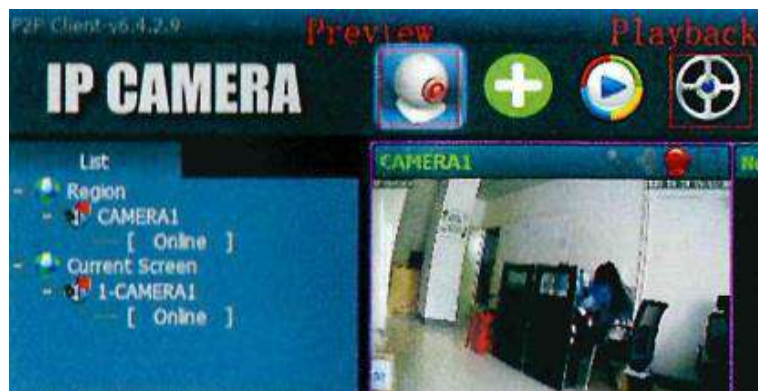 P2P Client-v6.4.2.9
Preview
Playback
IP CAMERA
List
CAMERA1
Region
CAMERA1
[ Online ]
Current Screen
1-CAMERA1
[ Online ]